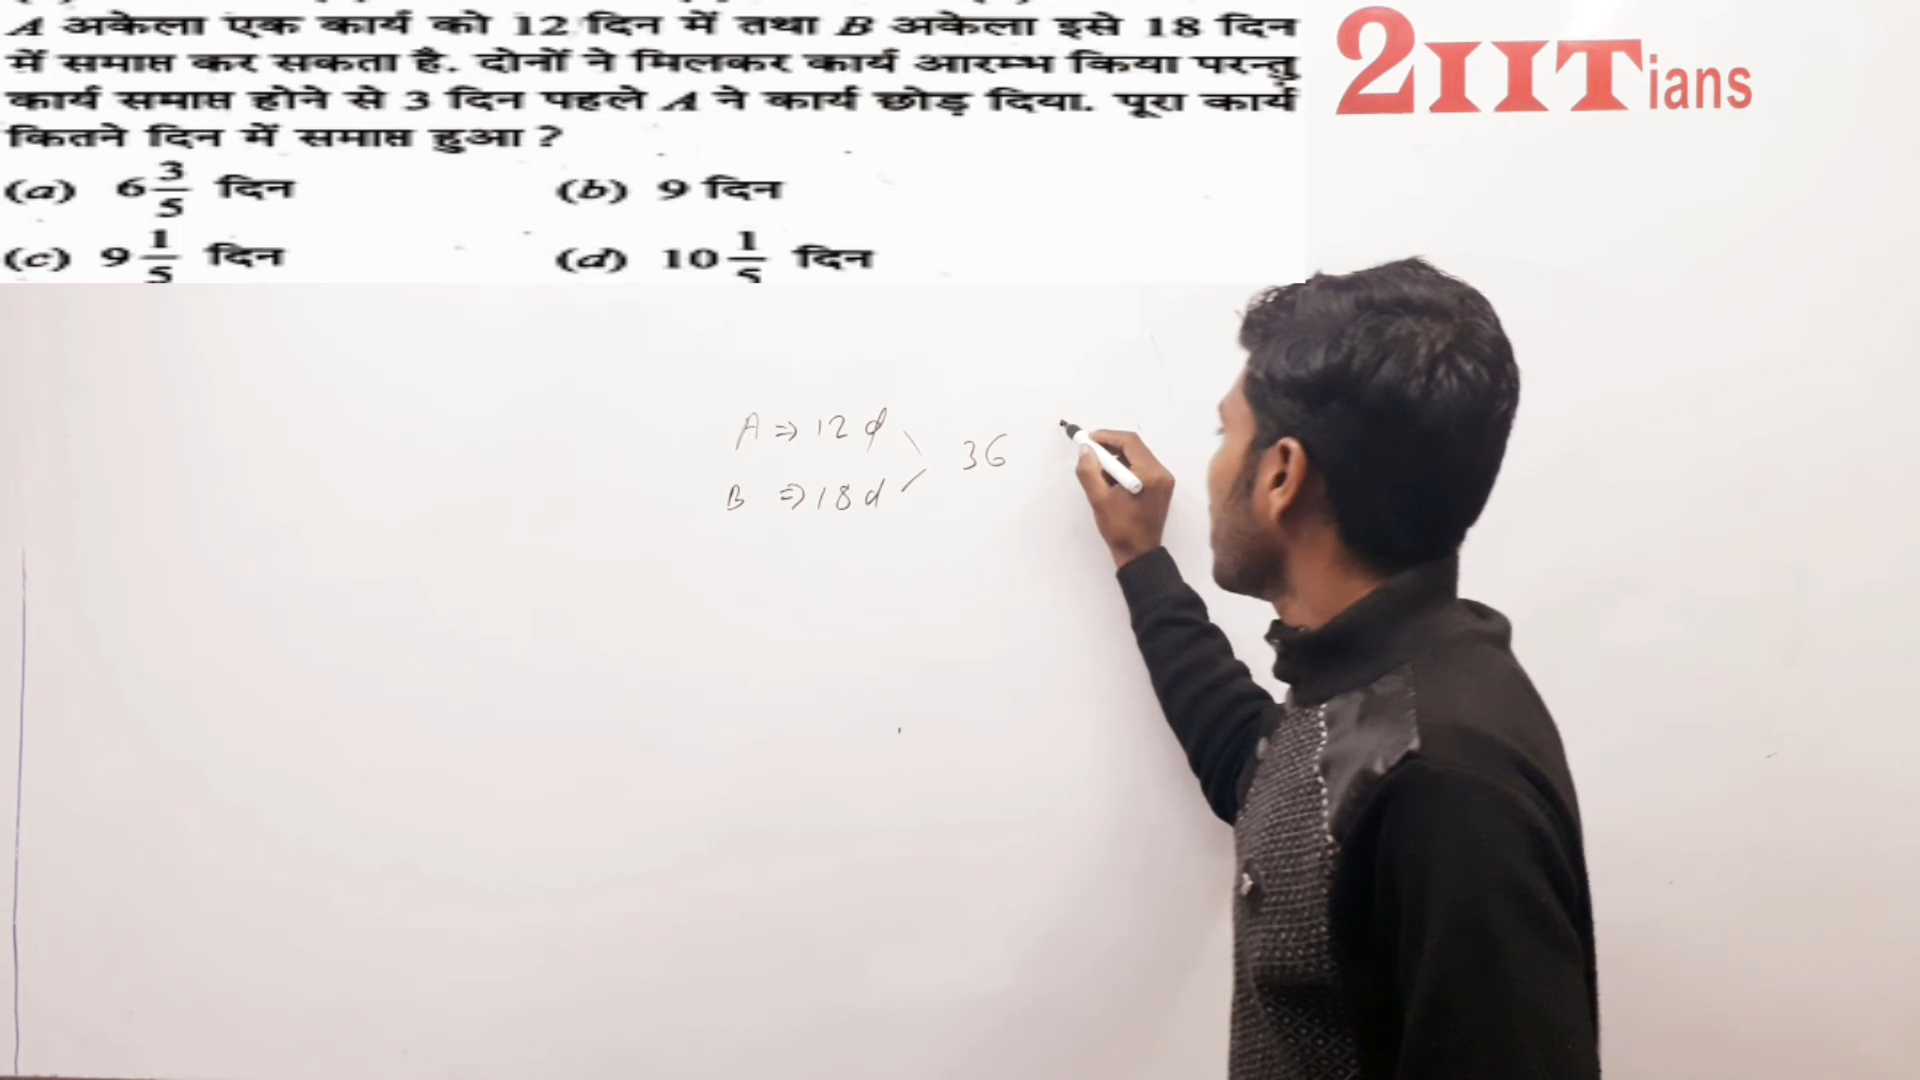 A अकेला एक कार्य को 12 दिन में तथा B अकेला इसे 18 दिन
में समाप्त कर सकता है. दोनों ने मिलकर कार्य आरम्भ किया परन्तु
कार्य समाप्त होने से 3 दिन पहले A ने कार्य छोड़ दिया. पूरा कार्य
कितने दिन में समाप्त हुआ ?
(a) 6 3/5 दिन (b) 9 दिन
(c) 9 1/5 दिन (d) 10 1/5 दिन
2IITians
A ⇒ 12 d
36
B ⇒ 18 d